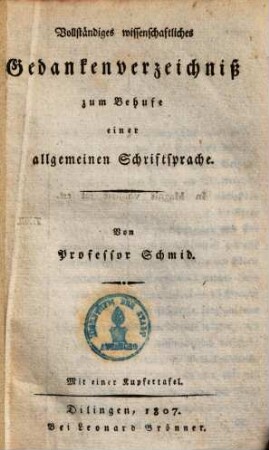 Vollständiges wissenschaftliches
Gedankenverzeichniß
zum Behufe
einer
allgemeinen Schriftsprache.
Von
Professor Schmid.
Mit einer Kupfertafel.
Dilingen, 1807.
Bei Leonard Brönner.